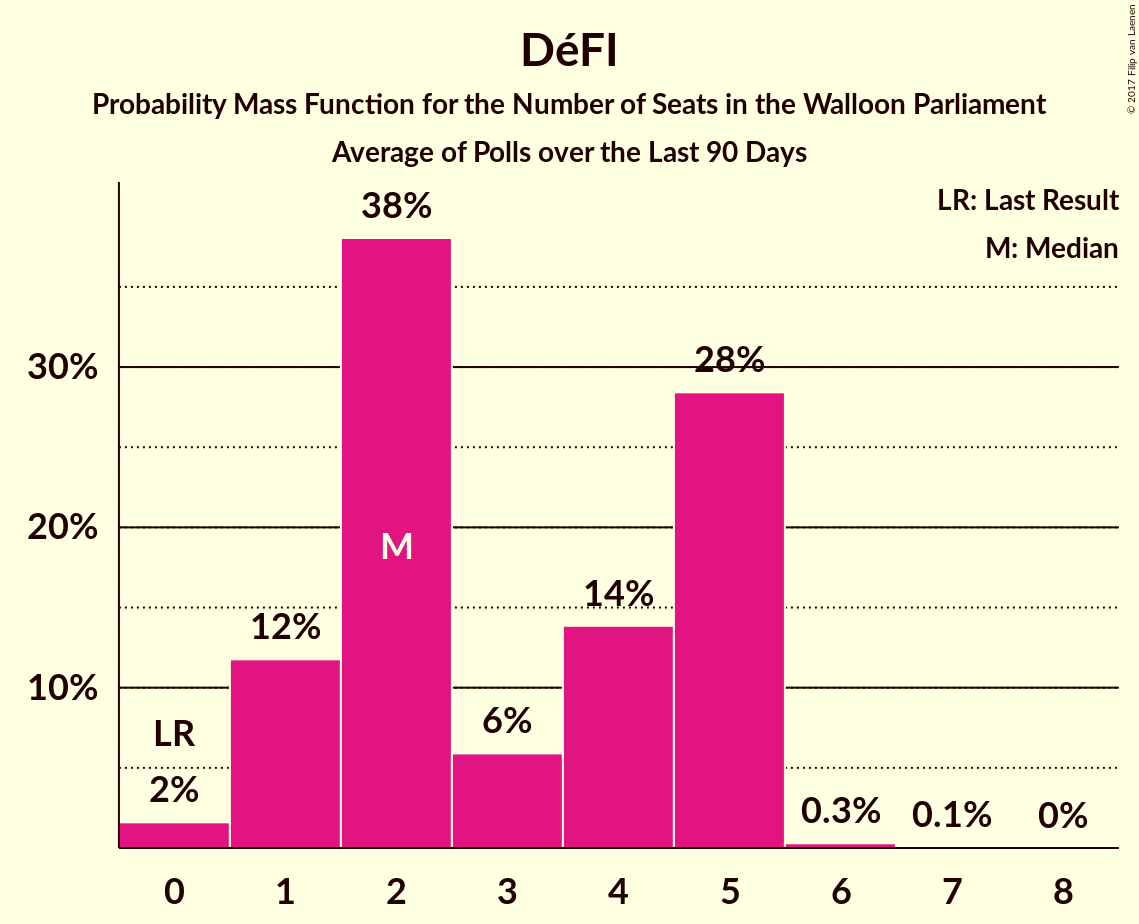 DéFI
Probability Mass Function for the Number of Seats in the Walloon Parliament
Average of Polls over the Last 90 Days
© 2017 Filip van Laenen
LR: Last Result
M: Median
38%
30%
28%
20%
M
14%
12%
10%
LR
6%
2%
0.3%
0.1%
0%
0 1 2 3 4 5 6 7 8